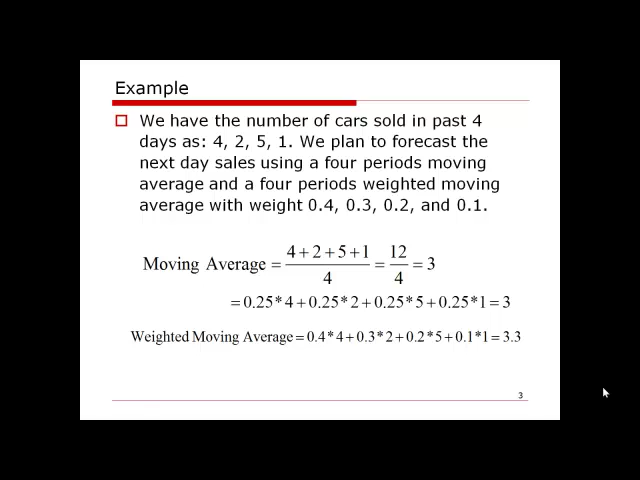 Example
We have the number of cars sold in past 4
days as: 4, 2, 5, 1. We plan to forecast the
next day sales using a four periods moving
average and a four periods weighted moving
average with weight 0.4, 0.3, 0.2, and 0.1.
Moving Average = (4+2+5+1)/4 = 12/4 = 3
= 0.25*4+0.25*2+0.25*5+0.25*1 = 3
Weighted Moving Average = 0.4*4+0.3*2+0.2*5+0.1*1 = 3.3
3